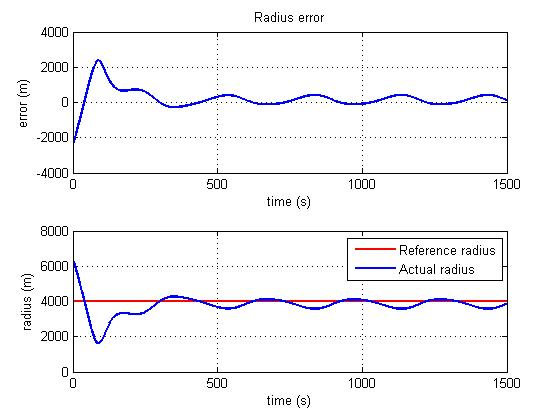 Radius error
4000
2000
0
-2000
-4000
error (m)
0
500
1000
1500
time (s)
8000
6000
4000
2000
0
radius (m)
Reference radius
Actual radius
0
500
1000
1500
time (s)